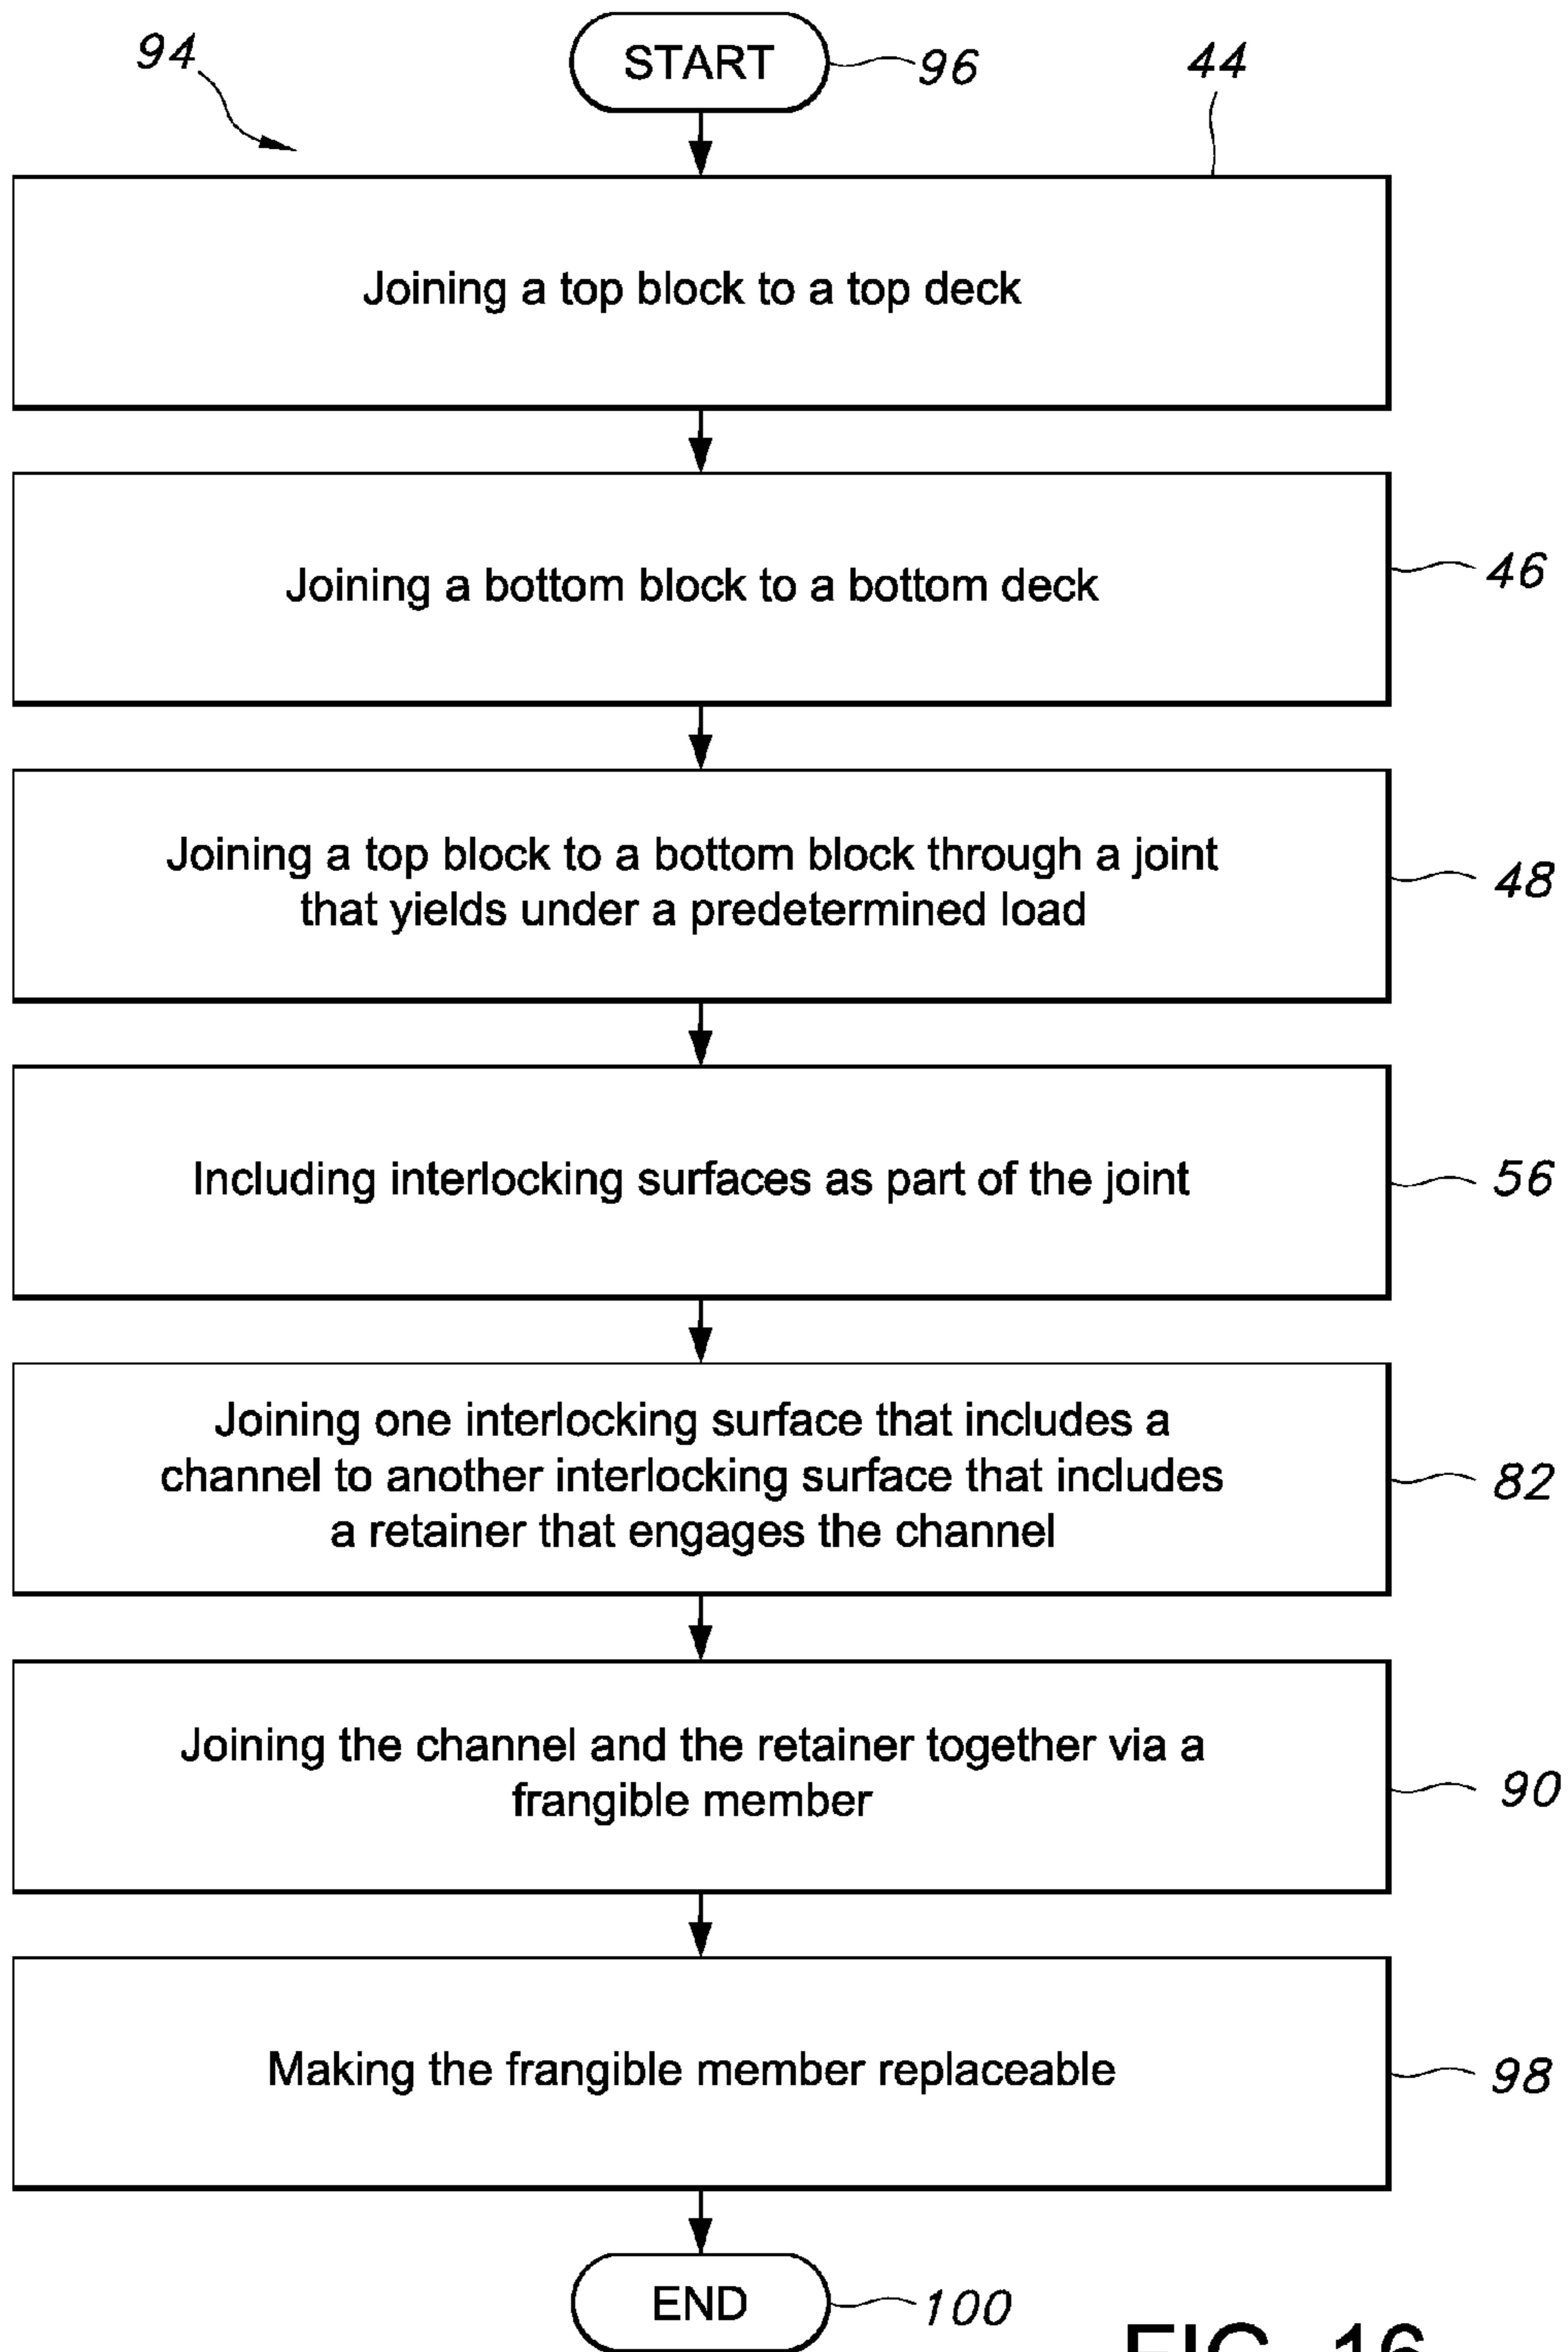 94
START
96
44
Joining a top block to a top deck
Joining a bottom block to a bottom deck
46
Joining a top block to a bottom block through a joint
that yields under a predetermined load
48
Including interlocking surfaces as part of the joint
56
Joining one interlocking surface that includes a
channel to another interlocking surface that includes
a retainer that engages the channel
82
Joining the channel and the retainer together via a
frangible member
90
Making the frangible member replaceable
98
END
100
FIG. 16